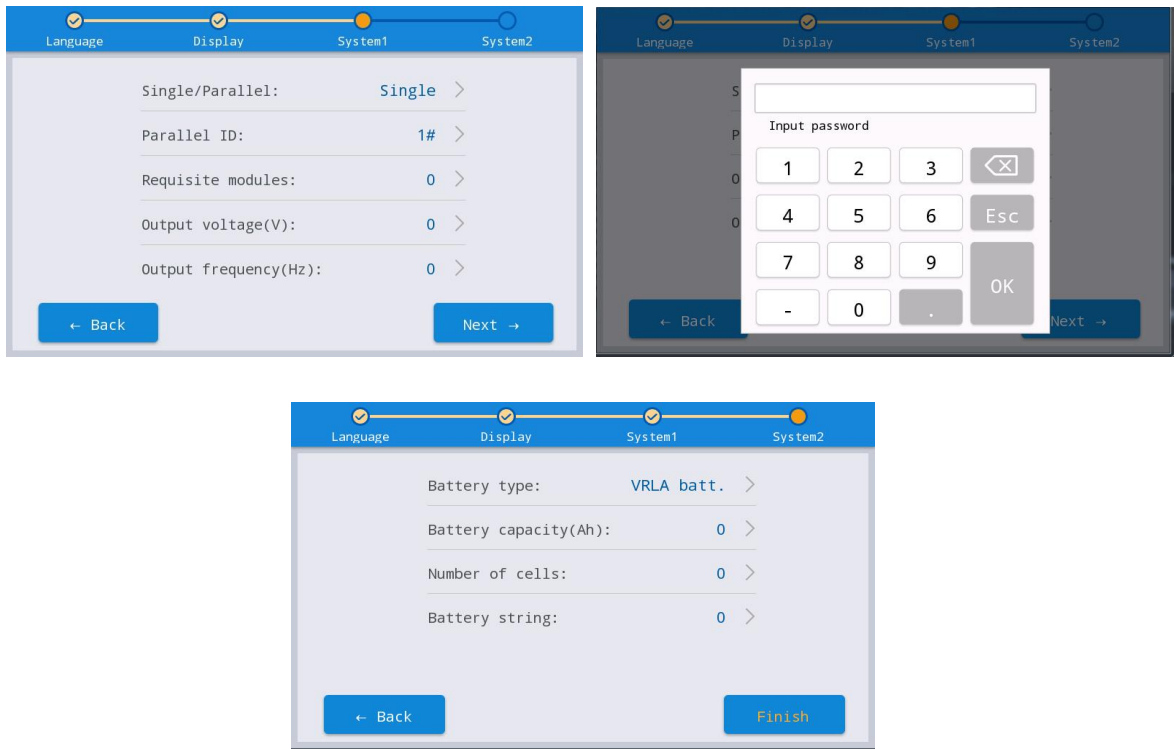 Language Display System1 System2
Single/Parallel: Single
Parallel ID: 1#
Requisite modules: 0
Output voltage(V): 0
Output frequency(Hz): 0
← Back Next →
Language Display System1 System2
S
P
O
O
Input password
1 2 3
4 5 6 Esc
7 8 9
OK
- 0 .
← Back Next →
Language Display System1 System2
Battery type: VRLA batt.
Battery capacity(Ah): 0
Number of cells: 0
Battery string: 0
← Back Finish